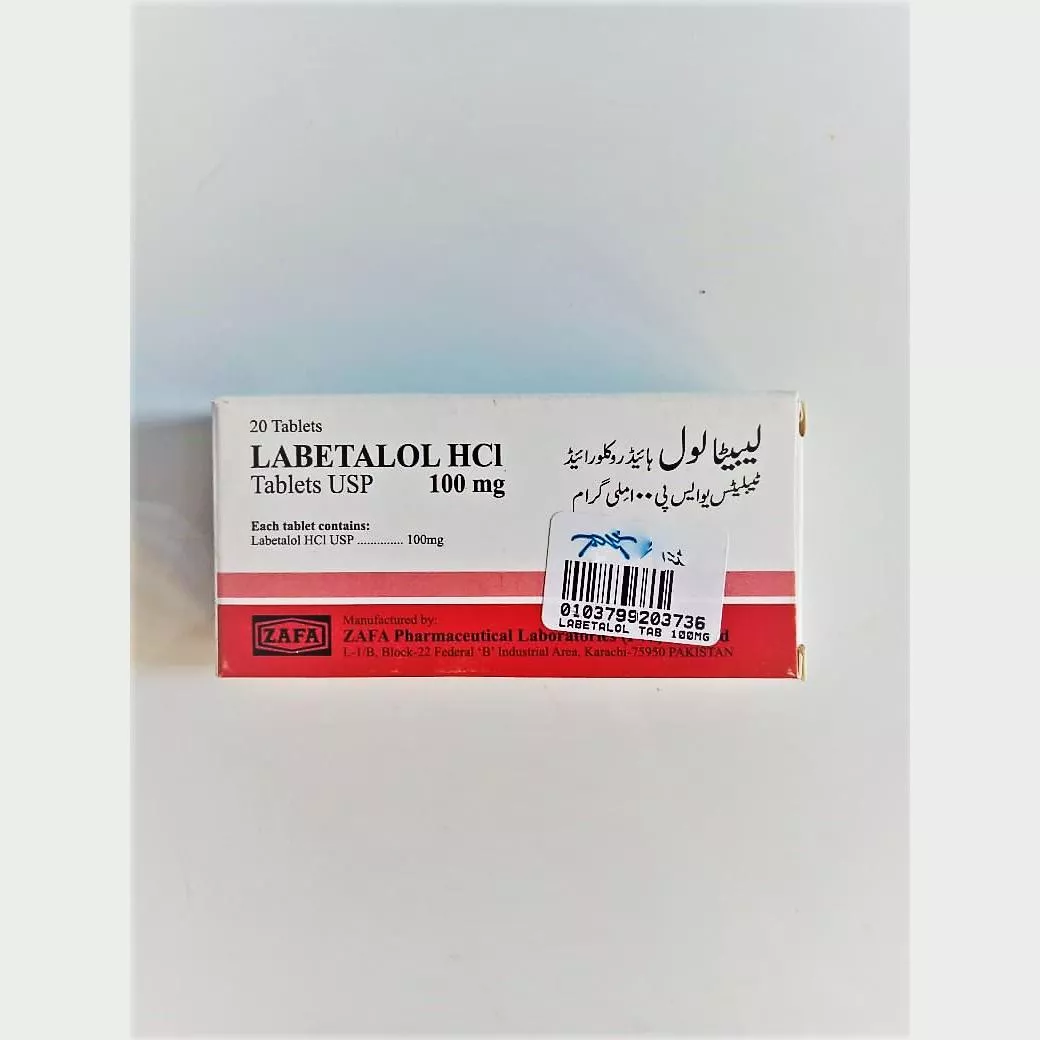 20 Tablets
LABETALOL HCl
Tablets USP 100 mg
Each tablet contains:
Labetalol HCl USP .............. 100mg
لیبیٹالول ہائیڈروکلورائیڈ
ٹیبلیٹس یو ایس پی ۱۰۰ ملی گرام
0103799203736
LABETALOL TAB 100MG
ZAFA
Manufactured by:
ZAFA Pharmaceutical Laboratories
L-1/B, Block-22 Federal ‘B’ Industrial Area, Karachi-75950 PAKISTAN